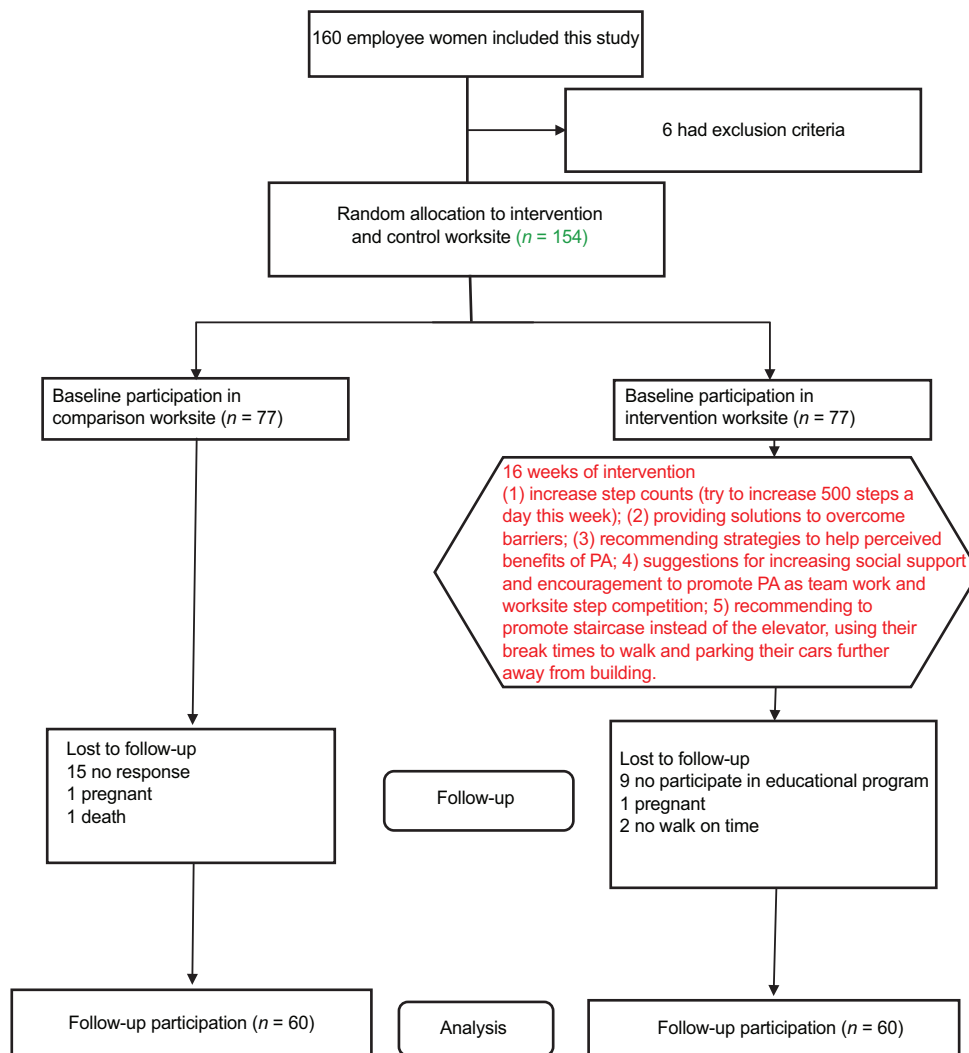 160 employee women included this study
6 had exclusion criteria
Random allocation to intervention
and control worksite (n = 154)
Baseline participation in
comparison worksite (n = 77)
Baseline participation in
intervention worksite (n = 77)
16 weeks of intervention
(1) increase step counts (try to increase 500 steps a
day this week); (2) providing solutions to overcome
barriers; (3) recommending strategies to help perceived
benefits of PA; 4) suggestions for increasing social support
and encouragement to promote PA as team work and
worksite step competition; 5) recommending to
promote staircase instead of the elevator, using their
break times to walk and parking their cars further
away from building.
Lost to follow-up
15 no response
1 pregnant
1 death
Follow-up
Lost to follow-up
9 no participate in educational program
1 pregnant
2 no walk on time
Follow-up participation (n = 60)
Analysis
Follow-up participation (n = 60)